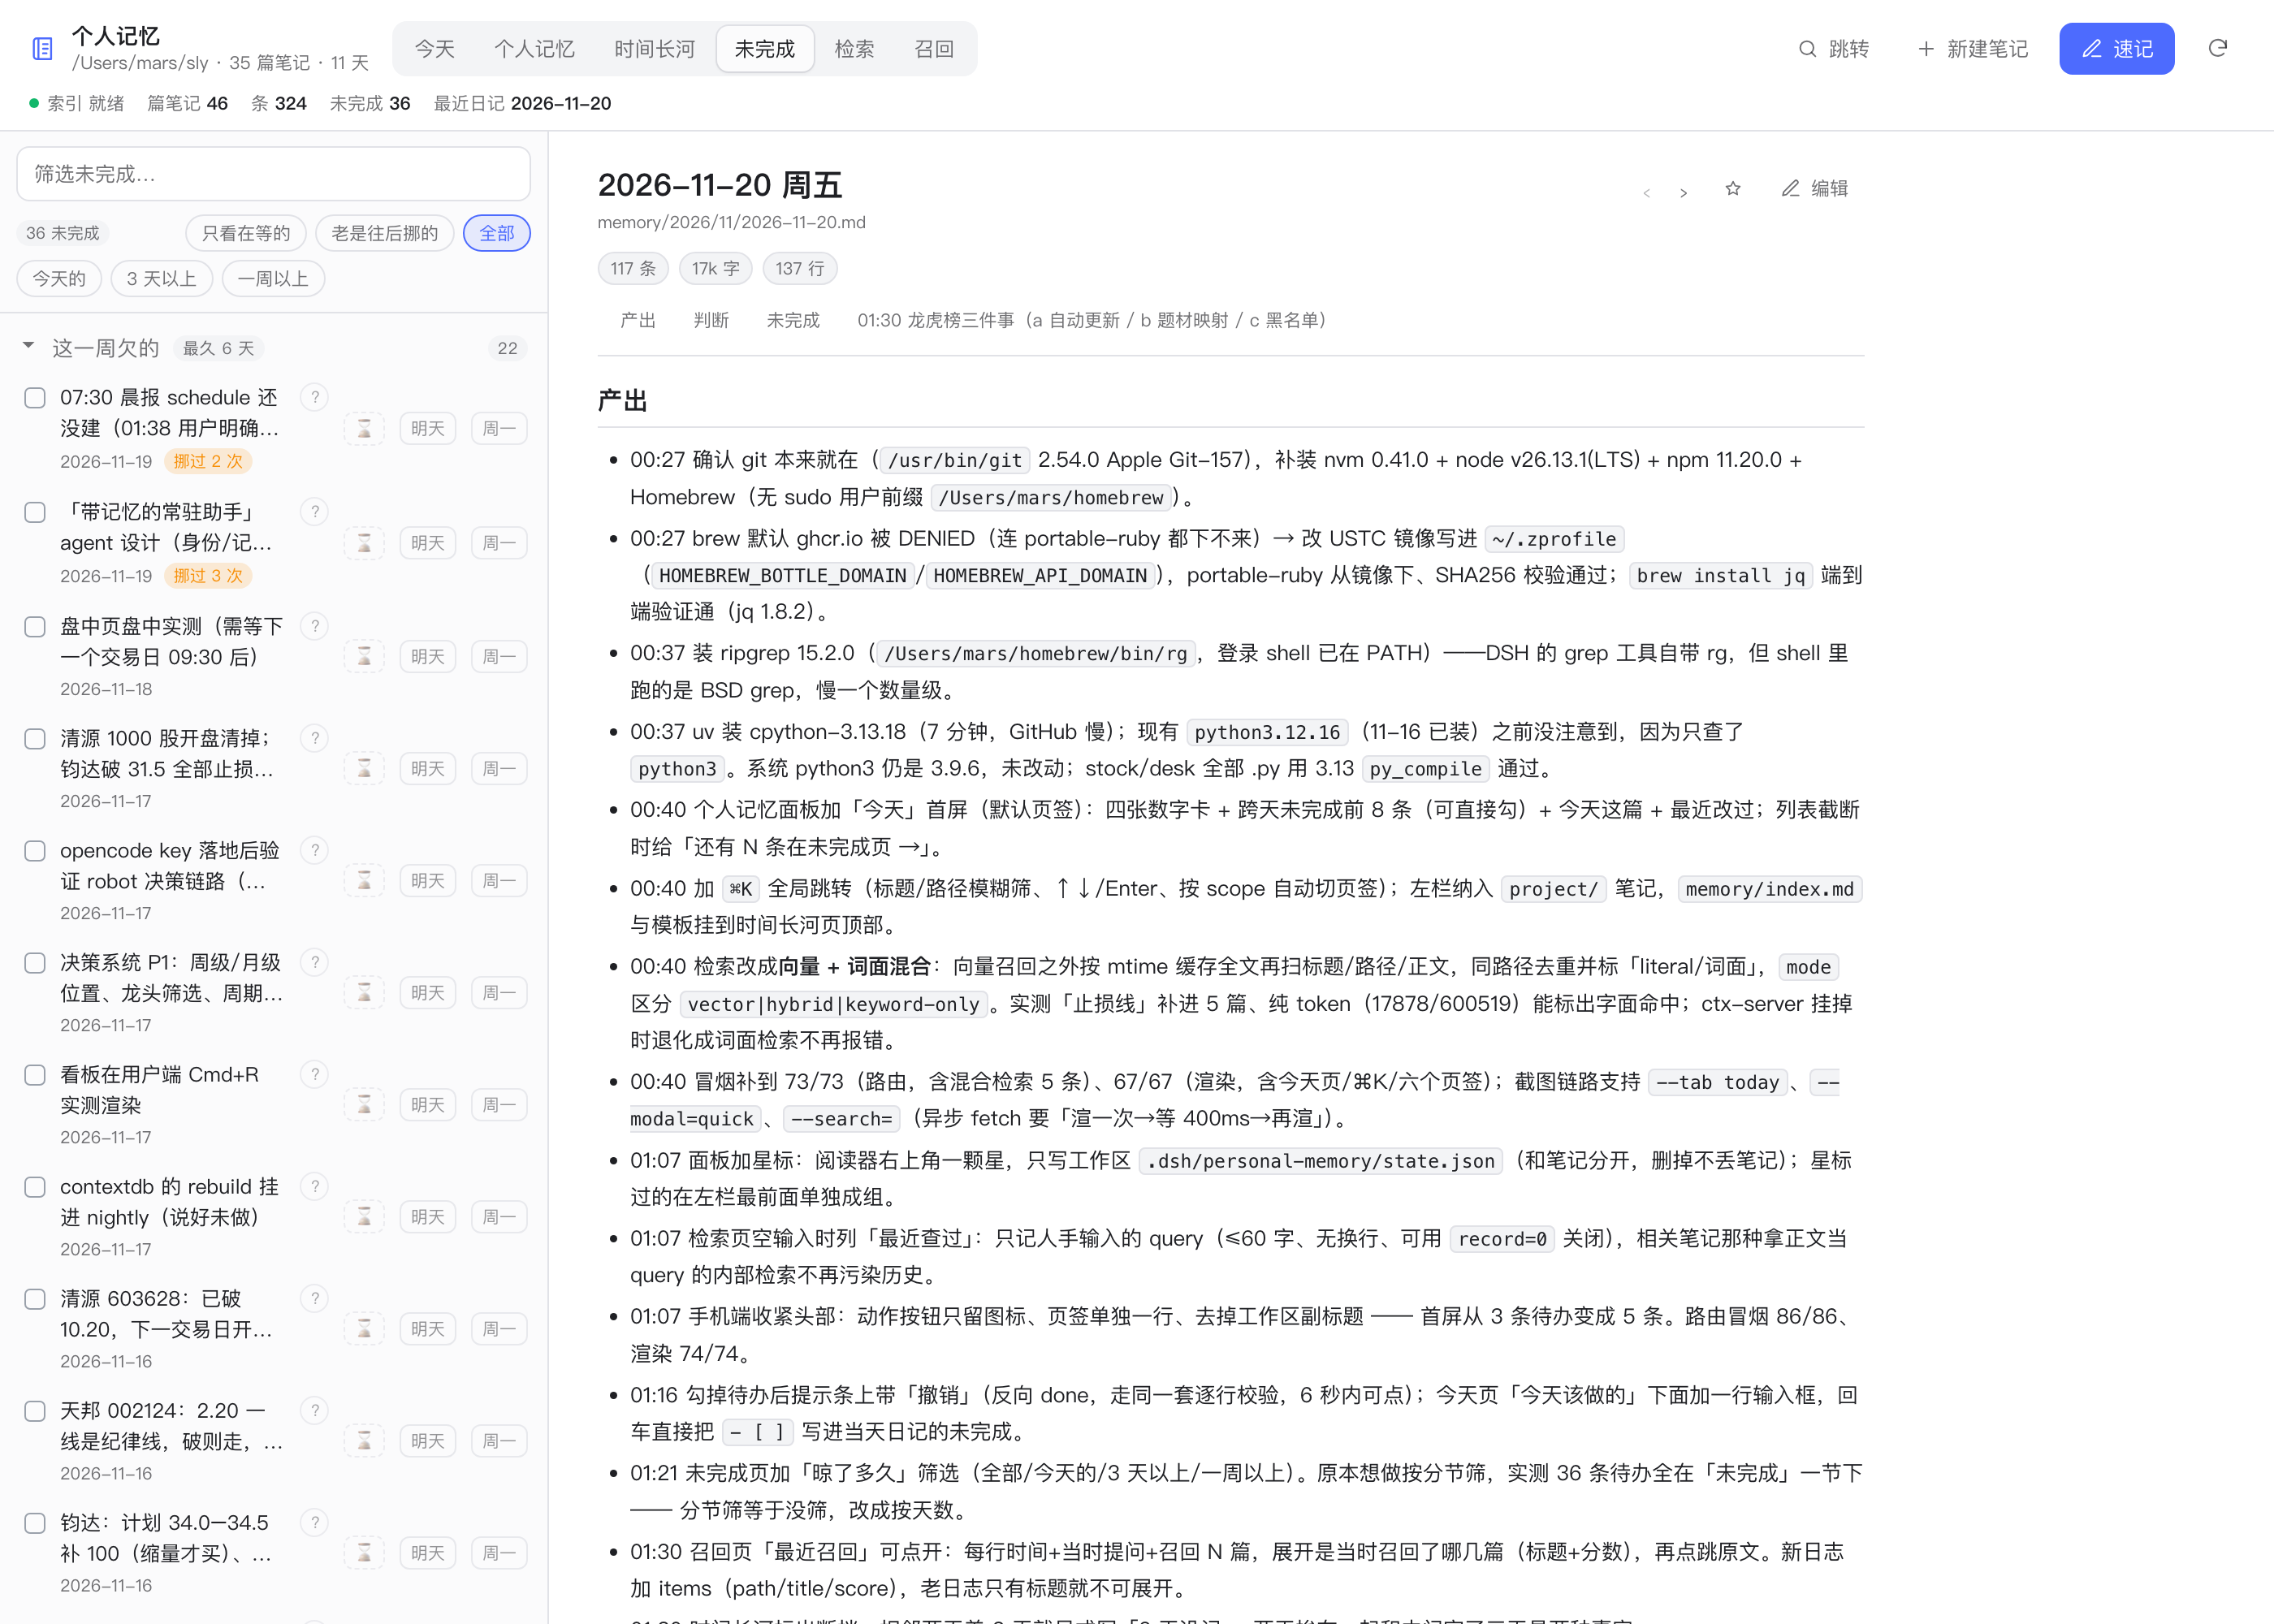 个人记忆
/Users/mars/sly · 35 篇笔记 · 11 天
今天 个人记忆 时间长河 未完成 检索 召回
跳转 + 新建笔记 速记
索引 就绪 篇笔记 46 条 324 未完成 36 最近日记 2026-11-20
筛选未完成…
36 未完成 只看在等的 老是往后挪的 全部
今天的 3 天以上 一周以上
这一周欠的 最久 6 天 22
07:30 晨报 schedule 还
没建（01:38 用户明确… ? ⌛ 明天 周一
2026-11-19 挪过 2 次
「带记忆的常驻助手」
agent 设计（身份/记… ? ⌛ 明天 周一
2026-11-19 挪过 3 次
盘中页盘中实测（需等下
一个交易日 09:30 后） ? ⌛ 明天 周一
2026-11-18
清源 1000 股开盘清掉；
钧达破 31.5 全部止损… ? ⌛ 明天 周一
2026-11-17
opencode key 落地后验
证 robot 决策链路（… ? ⌛ 明天 周一
2026-11-17
决策系统 P1：周级/月级
位置、龙头筛选、周期… ? ⌛ 明天 周一
2026-11-17
看板在用户端 Cmd+R
实测渲染 ? ⌛ 明天 周一
2026-11-17
contextdb 的 rebuild 挂
进 nightly（说好未做） ? ⌛ 明天 周一
2026-11-17
清源 603628：已破
10.20，下一交易日开… ? ⌛ 明天 周一
2026-11-16
天邦 002124：2.20 一
线是纪律线，破则走，… ? ⌛ 明天 周一
2026-11-16
钧达：计划 34.0—34.5
补 100（缩量才买）、… ? ⌛ 明天 周一
2026-11-16
2026-11-20 周五
< > ☆ 编辑
memory/2026/11/2026-11-20.md
117 条 17k 字 137 行
产出 判断 未完成 01:30 龙虎榜三件事（a 自动更新 / b 题材映射 / c 黑名单）
产出
• 00:27 确认 git 本来就在（/usr/bin/git 2.54.0 Apple Git-157），补装 nvm 0.41.0 + node v26.13.1(LTS) + npm 11.20.0 +
Homebrew（无 sudo 用户前缀 /Users/mars/homebrew）。
• 00:27 brew 默认 ghcr.io 被 DENIED（连 portable-ruby 都下不来）→ 改 USTC 镜像写进 ~/.zprofile
（HOMEBREW_BOTTLE_DOMAIN/HOMEBREW_API_DOMAIN），portable-ruby 从镜像下、SHA256 校验通过；brew install jq 端到
端验证通（jq 1.8.2）。
• 00:37 装 ripgrep 15.2.0（/Users/mars/homebrew/bin/rg，登录 shell 已在 PATH）——DSH 的 grep 工具自带 rg，但 shell 里
跑的是 BSD grep，慢一个数量级。
• 00:37 uv 装 cpython-3.13.18（7 分钟，GitHub 慢）；现有 python3.12.16（11-16 已装）之前没注意到，因为只查了
python3。系统 python3 仍是 3.9.6，未改动；stock/desk 全部 .py 用 3.13 py_compile 通过。
• 00:40 个人记忆面板加「今天」首屏（默认页签）：四张数字卡 + 跨天未完成前 8 条（可直接勾）+ 今天这篇 + 最近改过；列表截断
时给「还有 N 条在未完成页 →」。
• 00:40 加 ⌘K 全局跳转（标题/路径模糊筛、↑↓/Enter、按 scope 自动切页签）；左栏纳入 project/ 笔记，memory/index.md
与模板挂到时间长河页顶部。
• 00:40 检索改成向量 + 词面混合：向量召回之外按 mtime 缓存全文再扫标题/路径/正文，同路径去重并标「literal/词面」，mode
区分 vector|hybrid|keyword-only。实测「止损线」补进 5 篇、纯 token（17878/600519）能标出字面命中；ctx-server 挂掉
时退化成词面检索不再报错。
• 00:40 冒烟补到 73/73（路由，含混合检索 5 条）、67/67（渲染，含今天页/⌘K/六个页签）；截图链路支持 --tab today、--
modal=quick、--search=（异步 fetch 要「渲一次→等 400ms→再渲」）。
• 01:07 面板加星标：阅读器右上角一颗星，只写工作区 .dsh/personal-memory/state.json（和笔记分开，删掉不丢笔记）；星标
过的在左栏最前面单独成组。
• 01:07 检索页空输入时列「最近查过」：只记人手输入的 query（≤60 字、无换行、可用 record=0 关闭），相关笔记那种拿正文当
query 的内部检索不再污染历史。
• 01:07 手机端收紧头部：动作按钮只留图标、页签单独一行、去掉工作区副标题 —— 首屏从 3 条待办变成 5 条。路由冒烟 86/86、
渲染 74/74。
• 01:16 勾掉待办后提示条上带「撤销」（反向 done，走同一套逐行校验，6 秒内可点）；今天页「今天该做的」下面加一行输入框，回
车直接把 - [ ] 写进当天日记的未完成。
• 01:21 未完成页加「晾了多久」筛选（全部/今天的/3 天以上/一周以上）。原本想做按分节筛，实测 36 条待办全在「未完成」一节下
—— 分节筛等于没筛，改成按天数。
• 01:30 召回页「最近召回」可点开：每行时间+当时提问+召回 N 篇，展开是当时召回了哪几篇（标题+分数），再点跳原文。新日志
加 items（path/title/score），老日志只有标题就不可展开。